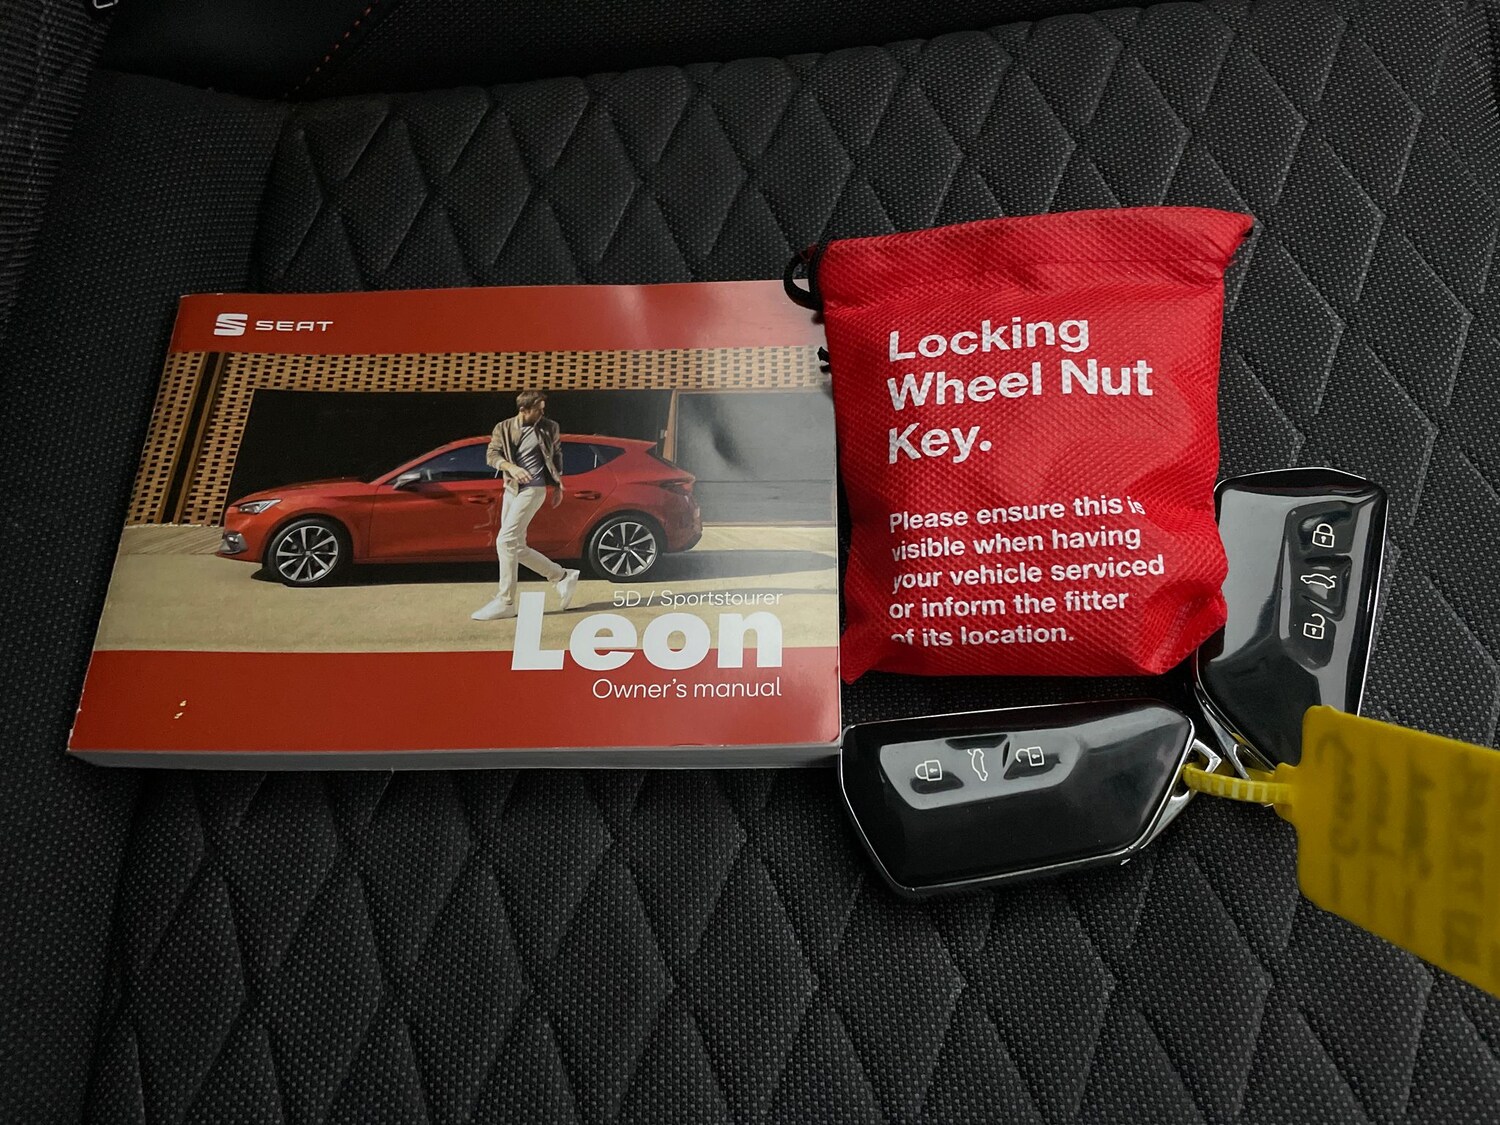 SEAT
5D / Sportstourer
Leon
Owner's manual
Locking
Wheel Nut
Key.
Please ensure this is
visible when having
your vehicle serviced
or inform the fitter
of its location.